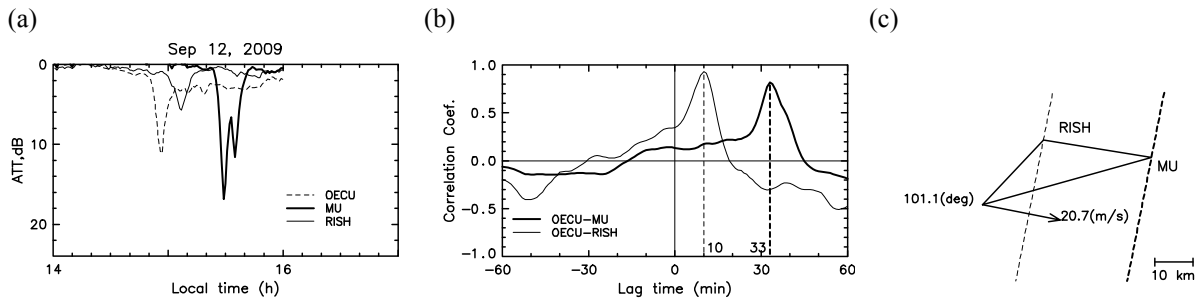 (a)
Sep 12, 2009
0
10
20
ATT,dB
OECU
MU
RISH
14
15
16
Local time (h)
(b)
1.0
0.5
0.0
-0.5
-1.0
Correlation Coef.
OECU-MU
OECU-RISH
10
33
-60
-30
0
30
60
Lag time (min)
(c)
RISH
MU
101.1(deg)
20.7(m/s)
10 km